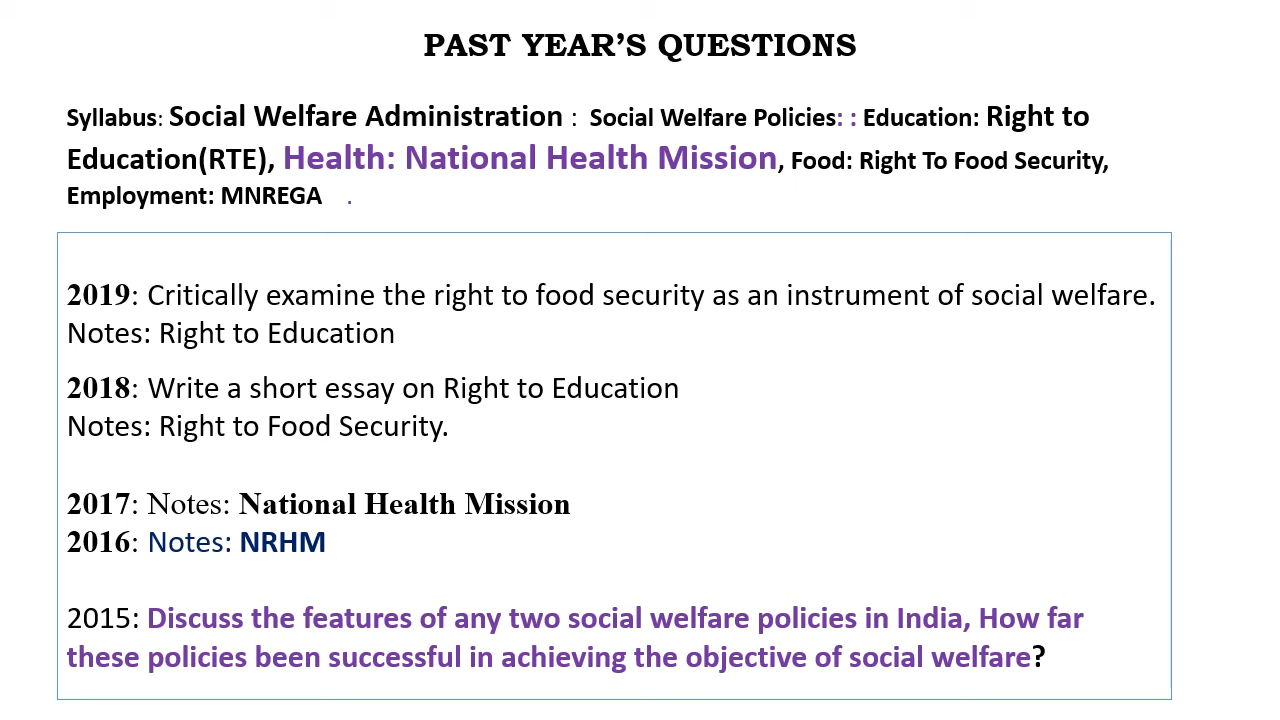 PAST YEAR’S QUESTIONS
Syllabus: Social Welfare Administration : Social Welfare Policies: : Education: Right to
Education(RTE), Health: National Health Mission, Food: Right To Food Security,
Employment: MNREGA .
2019: Critically examine the right to food security as an instrument of social welfare.
Notes: Right to Education
2018: Write a short essay on Right to Education
Notes: Right to Food Security.
2017: Notes: National Health Mission
2016: Notes: NRHM
2015: Discuss the features of any two social welfare policies in India, How far
these policies been successful in achieving the objective of social welfare?